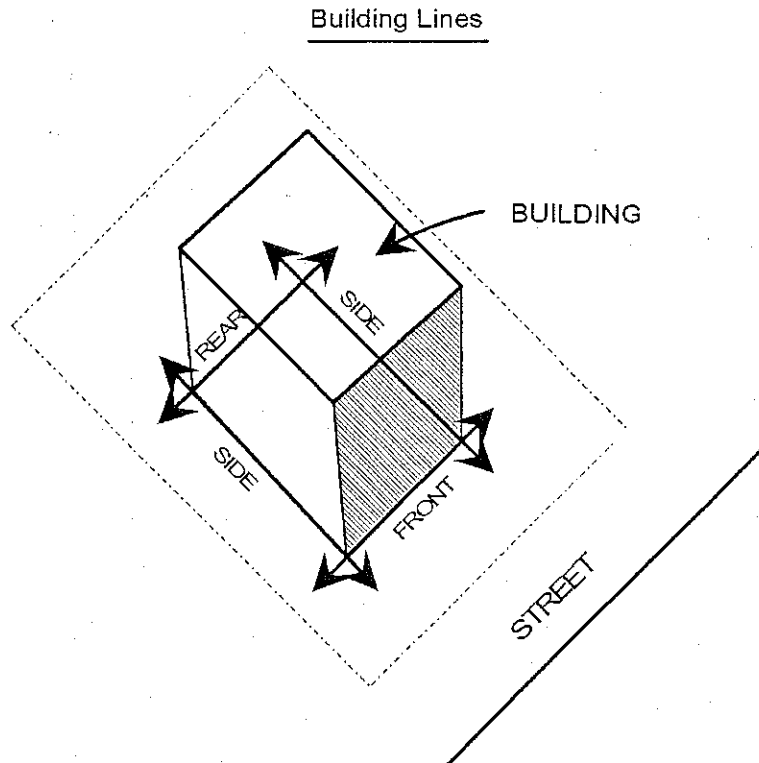 Building Lines
BUILDING
SIDE
REAR
SIDE
FRONT
STREET